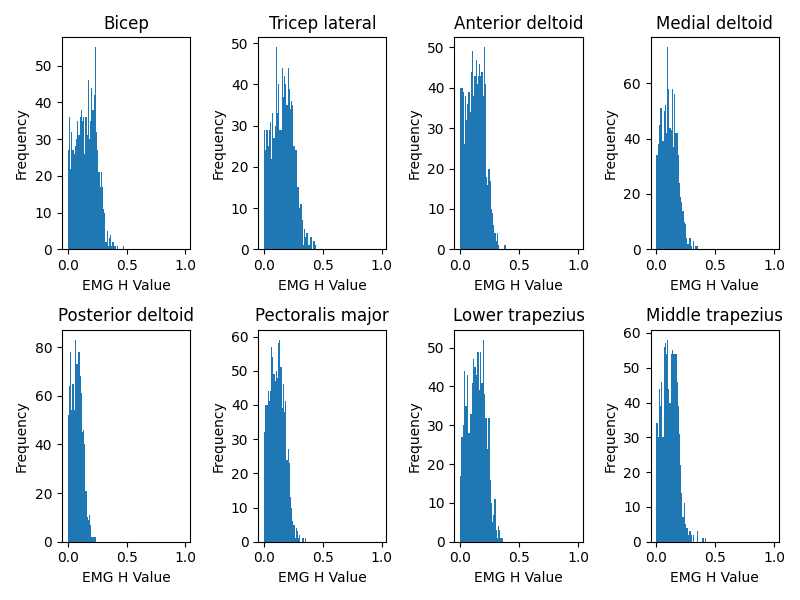 Bicep
Tricep lateral
Anterior deltoid
Medial deltoid
Frequency
50
40
30
20
10
0
0.0 0.5 1.0
EMG H Value
Frequency
50
40
30
20
10
0
0.0 0.5 1.0
EMG H Value
Frequency
50
40
30
20
10
0
0.0 0.5 1.0
EMG H Value
Frequency
60
40
20
0
0.0 0.5 1.0
EMG H Value
Posterior deltoid
Pectoralis major
Lower trapezius
Middle trapezius
Frequency
80
60
40
20
0
0.0 0.5 1.0
EMG H Value
Frequency
60
50
40
30
20
10
0
0.0 0.5 1.0
EMG H Value
Frequency
50
40
30
20
10
0
0.0 0.5 1.0
EMG H Value
Frequency
60
50
40
30
20
10
0
0.0 0.5 1.0
EMG H Value